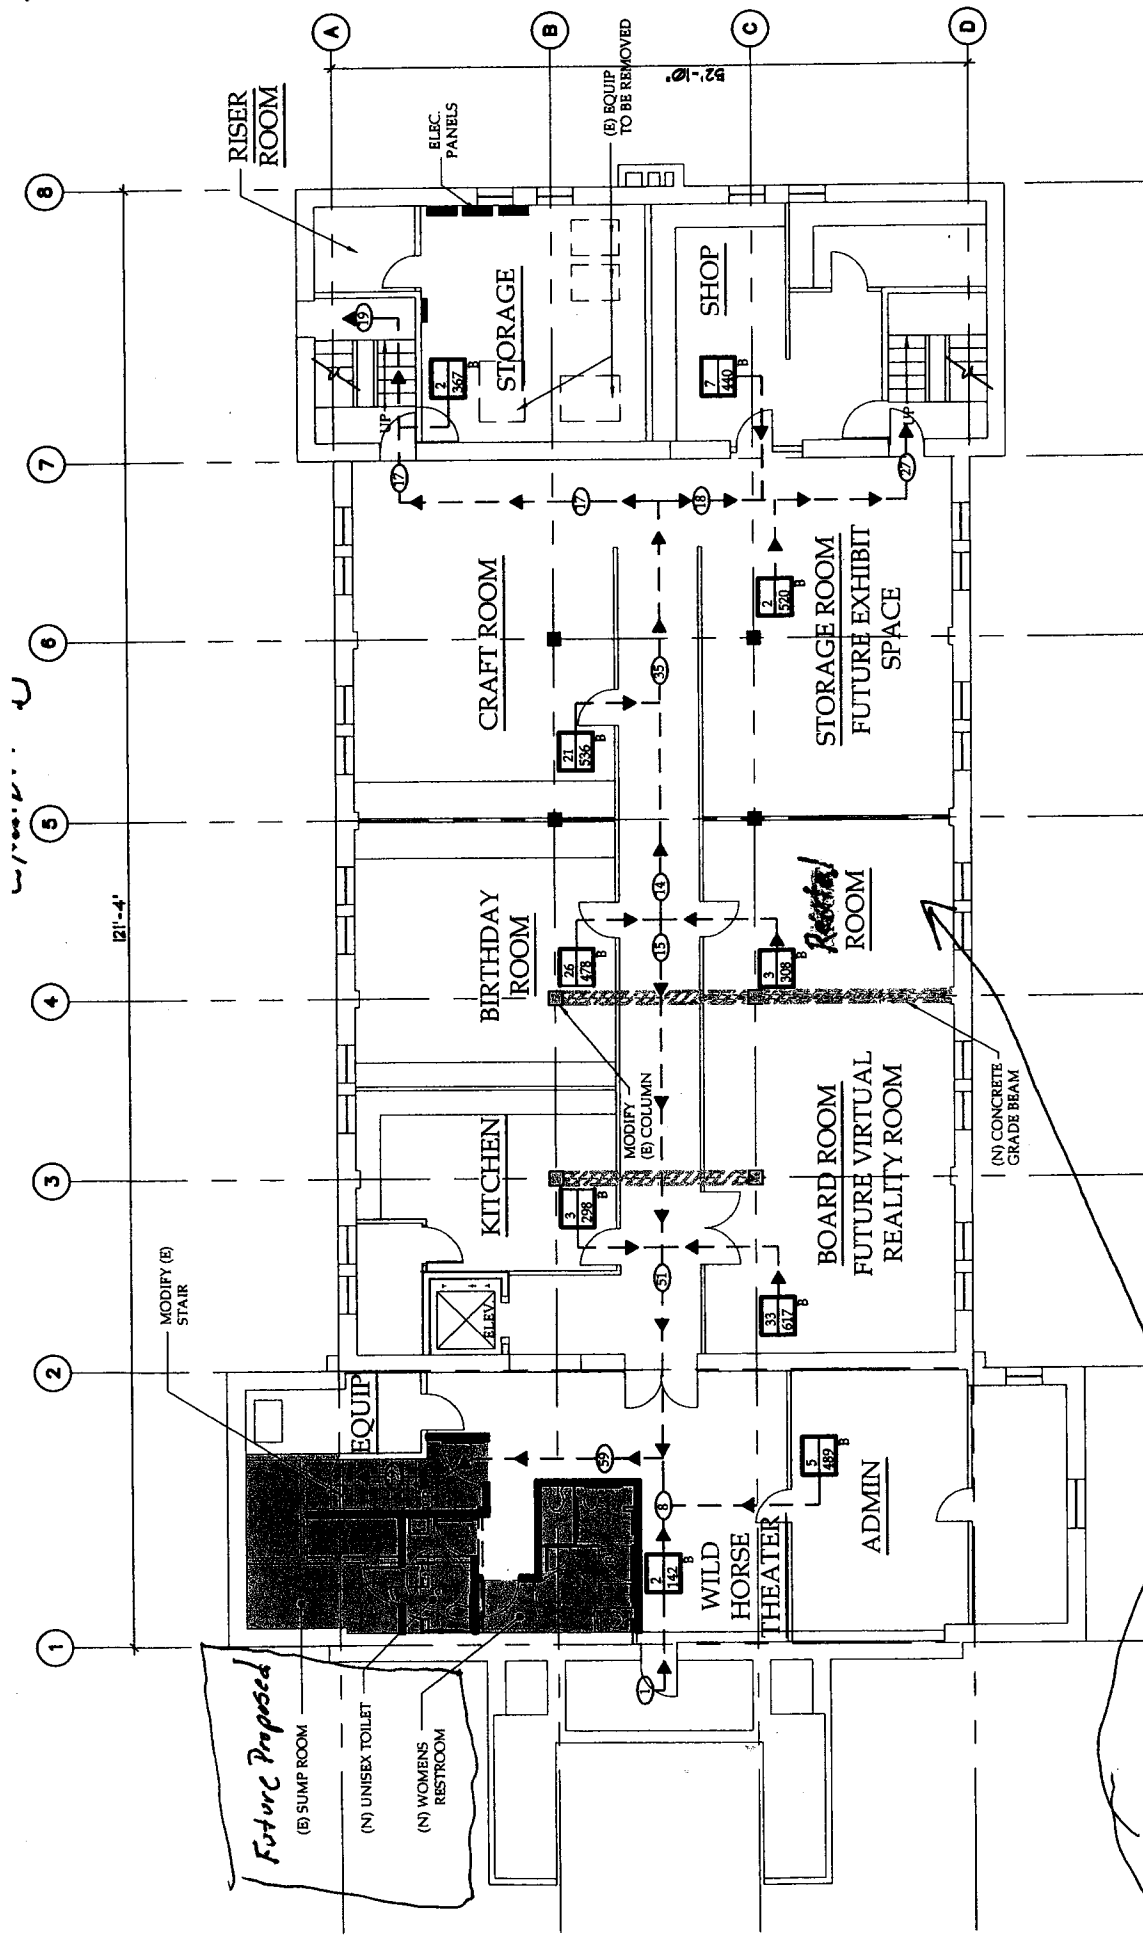 1
2
3
4
5
6
7
8
121'-4"
A
B
C
D
52'-10"
Future Proposed
(E) SUMP ROOM
(N) UNISEX TOILET
(N) WOMENS
RESTROOM
MODIFY (E)
STAIR
EQUIP
ELEV.
KITCHEN
3
298
B
BIRTHDAY
ROOM
26
478
B
CRAFT ROOM
21
536
B
STORAGE
2
367
B
RISER
ROOM
ELEC.
PANELS
(E) EQUIP
TO BE REMOVED
UP
19
17
17
18
27
UP
SHOP
7
440
B
STORAGE ROOM
FUTURE EXHIBIT
SPACE
2
520
B
35
14
15
51
59
8
1
ROOM
3
308
B
MODIFY
(E) COLUMN
(N) CONCRETE
GRADE BEAM
BOARD ROOM
FUTURE VIRTUAL
REALITY ROOM
33
617
B
WILD
HORSE
THEATER
2
142
B
ADMIN
5
489
B